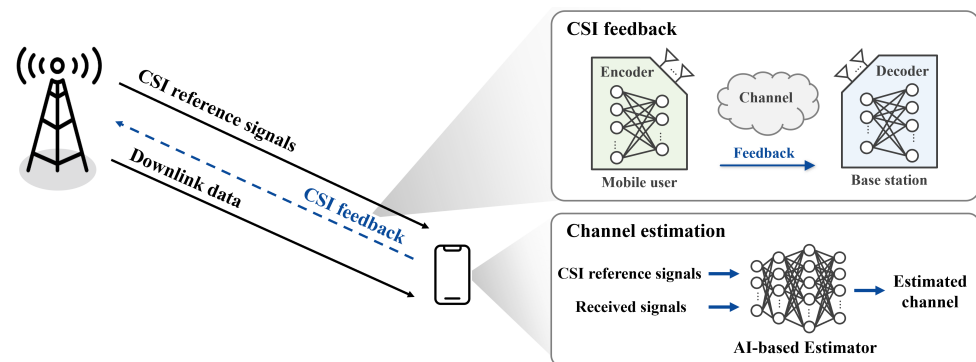 CSI reference signals
CSI feedback
Downlink data
CSI feedback
Encoder
Decoder
Channel
Feedback
Mobile user
Base station
Channel estimation
CSI reference signals
Received signals
Estimated
channel
AI-based Estimator